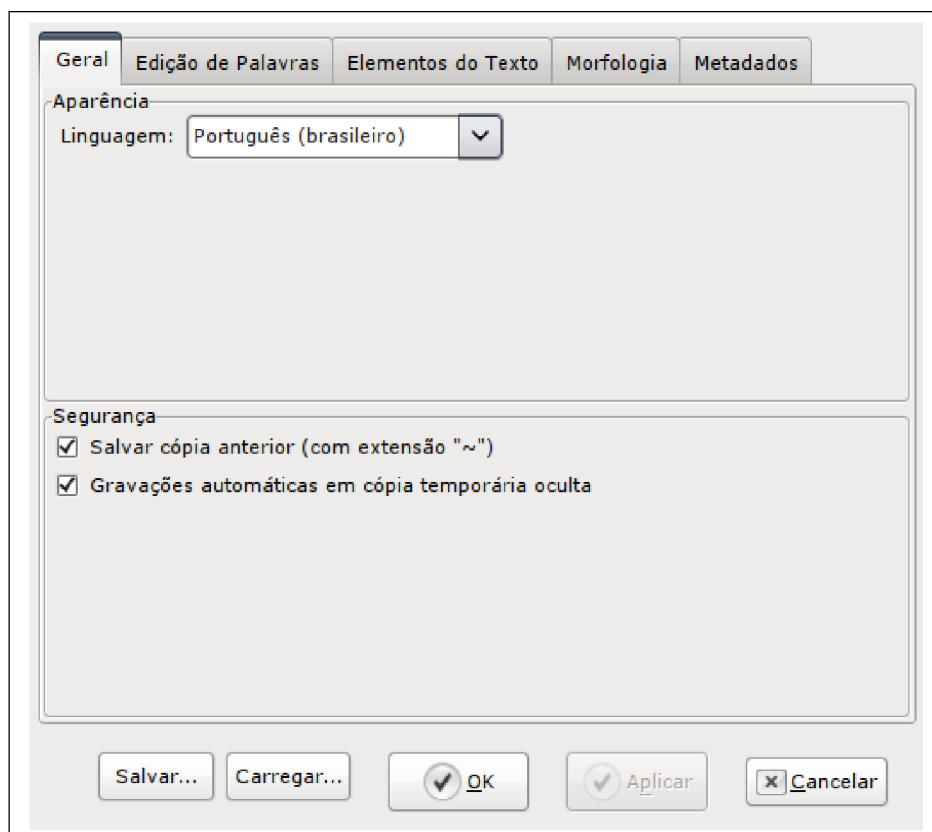 Geral Edição de Palavras Elementos do Texto Morfologia Metadados
Aparência
Linguagem: Português (brasileiro)
Segurança
Salvar cópia anterior (com extensão "~")
Gravações automáticas em cópia temporária oculta
Salvar... Carregar... OK Aplicar Cancelar